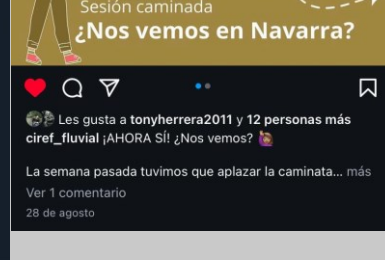 Sesión caminada
¿Nos vemos en Navarra?
Les gusta a tonyherrera2011 y 12 personas más
ciref_fluvial ¡AHORA SÍ! ¿Nos vemos? 🙋🏽‍♀️
La semana pasada tuvimos que aplazar la caminata... más
Ver 1 comentario
28 de agosto